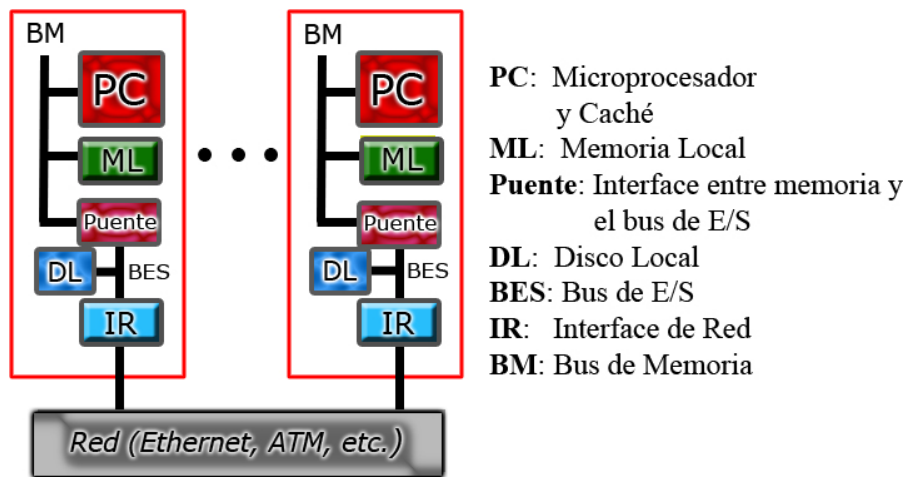 BM
PC
ML
Puente
DL
BES
IR
BM
PC
ML
Puente
DL
BES
IR
Red (Ethernet, ATM, etc.)
PC: Microprocesador
y Caché
ML: Memoria Local
Puente: Interface entre memoria y
el bus de E/S
DL: Disco Local
BES: Bus de E/S
IR: Interface de Red
BM: Bus de Memoria